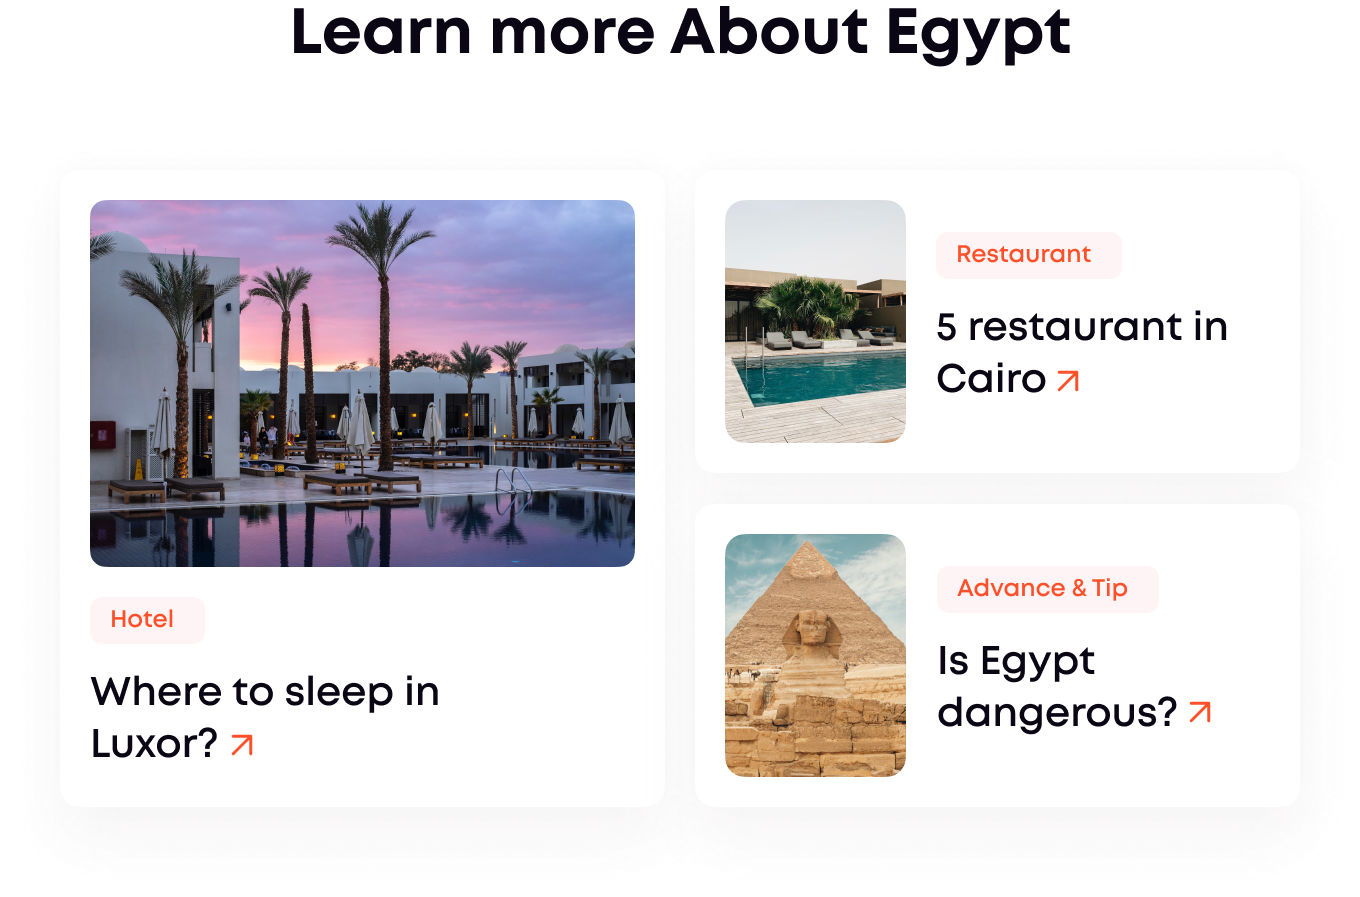 Learn more About Egypt
Hotel
Where to sleep in
Luxor?
Restaurant
5 restaurant in
Cairo
Advance & Tip
Is Egypt
dangerous?